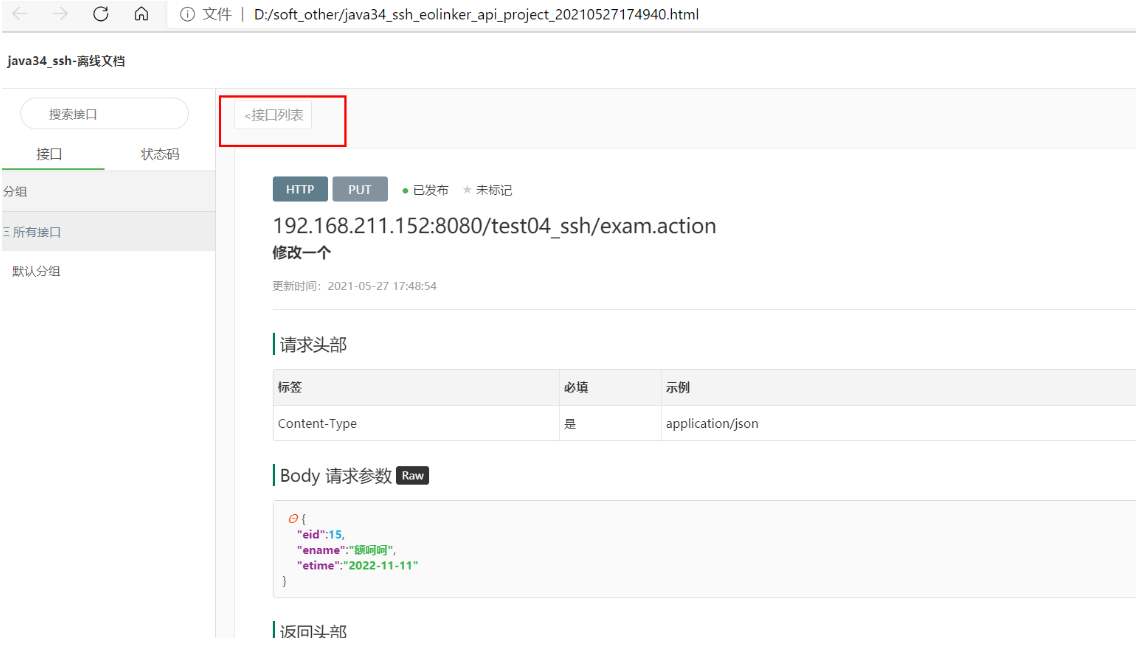 文件 | D:/soft_other/java34_ssh_eolinker_api_project_20210527174940.html
java34_ssh-离线文档
搜索接口
<接口列表
接口 状态码
分组
所有接口
默认分组
HTTP PUT 已发布 未标记
192.168.211.152:8080/test04_ssh/exam.action
修改一个
更新时间：2021-05-27 17:48:54
请求头部
标签 必填 示例
Content-Type 是 application/json
Body 请求参数 Raw
{
"eid":15,
"ename":"额呵呵",
"etime":"2022-11-11"
}
返回头部